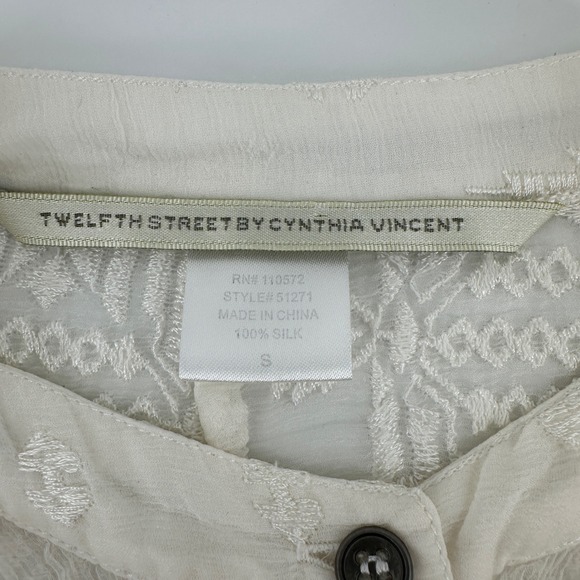 TWELFTH STREET BY CYNTHIA VINCENT
RN# 110572
STYLE# 51271
MADE IN CHINA
100% SILK
S